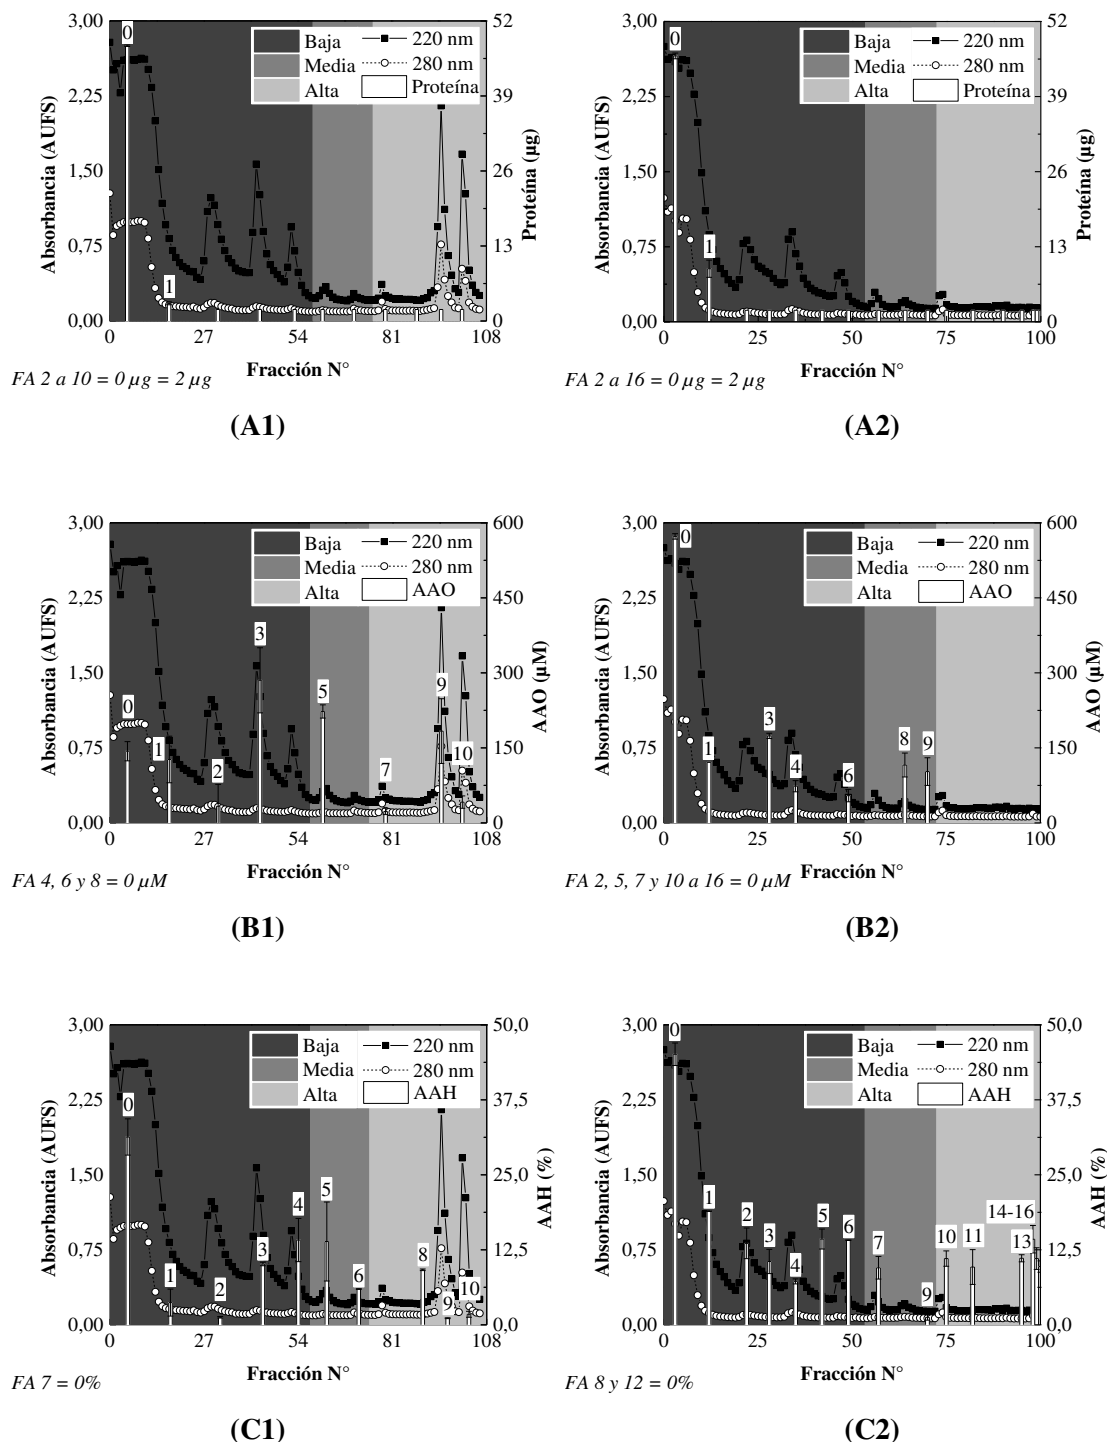 3,00
2,25
1,50
0,75
0,00
Absorbancia (AUFS)
0
1
Baja
Media
Alta
220 nm
280 nm
Proteína
52
39
26
13
0
Proteína (µg)
0 27 54 81 108
Fracción N°
FA 2 a 10 = 0 µg = 2 µg
(A1)
3,00
2,25
1,50
0,75
0,00
Absorbancia (AUFS)
0
1
Baja
Media
Alta
220 nm
280 nm
Proteína
52
39
26
13
0
Proteína (µg)
0 25 50 75 100
Fracción N°
FA 2 a 16 = 0 µg = 2 µg
(A2)
3,00
2,25
1,50
0,75
0,00
Absorbancia (AUFS)
0
1
2
3
5
7
9
10
Baja
Media
Alta
220 nm
280 nm
AAO
600
450
300
150
0
AAO (µM)
0 27 54 81 108
Fracción N°
FA 4, 6 y 8 = 0 µM
(B1)
3,00
2,25
1,50
0,75
0,00
Absorbancia (AUFS)
0
1
3
4
6
8
9
Baja
Media
Alta
220 nm
280 nm
AAO
600
450
300
150
0
AAO (µM)
0 25 50 75 100
Fracción N°
FA 2, 5, 7 y 10 a 16 = 0 µM
(B2)
3,00
2,25
1,50
0,75
0,00
Absorbancia (AUFS)
0
1
2
3
4
5
6
8
9
10
Baja
Media
Alta
220 nm
280 nm
AAH
50,0
37,5
25,0
12,5
0,0
AAH (%)
0 27 54 81 108
Fracción N°
FA 7 = 0%
(C1)
3,00
2,25
1,50
0,75
0,00
Absorbancia (AUFS)
0
1
2
3
4
5
6
7
9
10
11
13
14-16
Baja
Media
Alta
220 nm
280 nm
AAH
50,0
37,5
25,0
12,5
0,0
AAH (%)
0 25 50 75 100
Fracción N°
FA 8 y 12 = 0%
(C2)